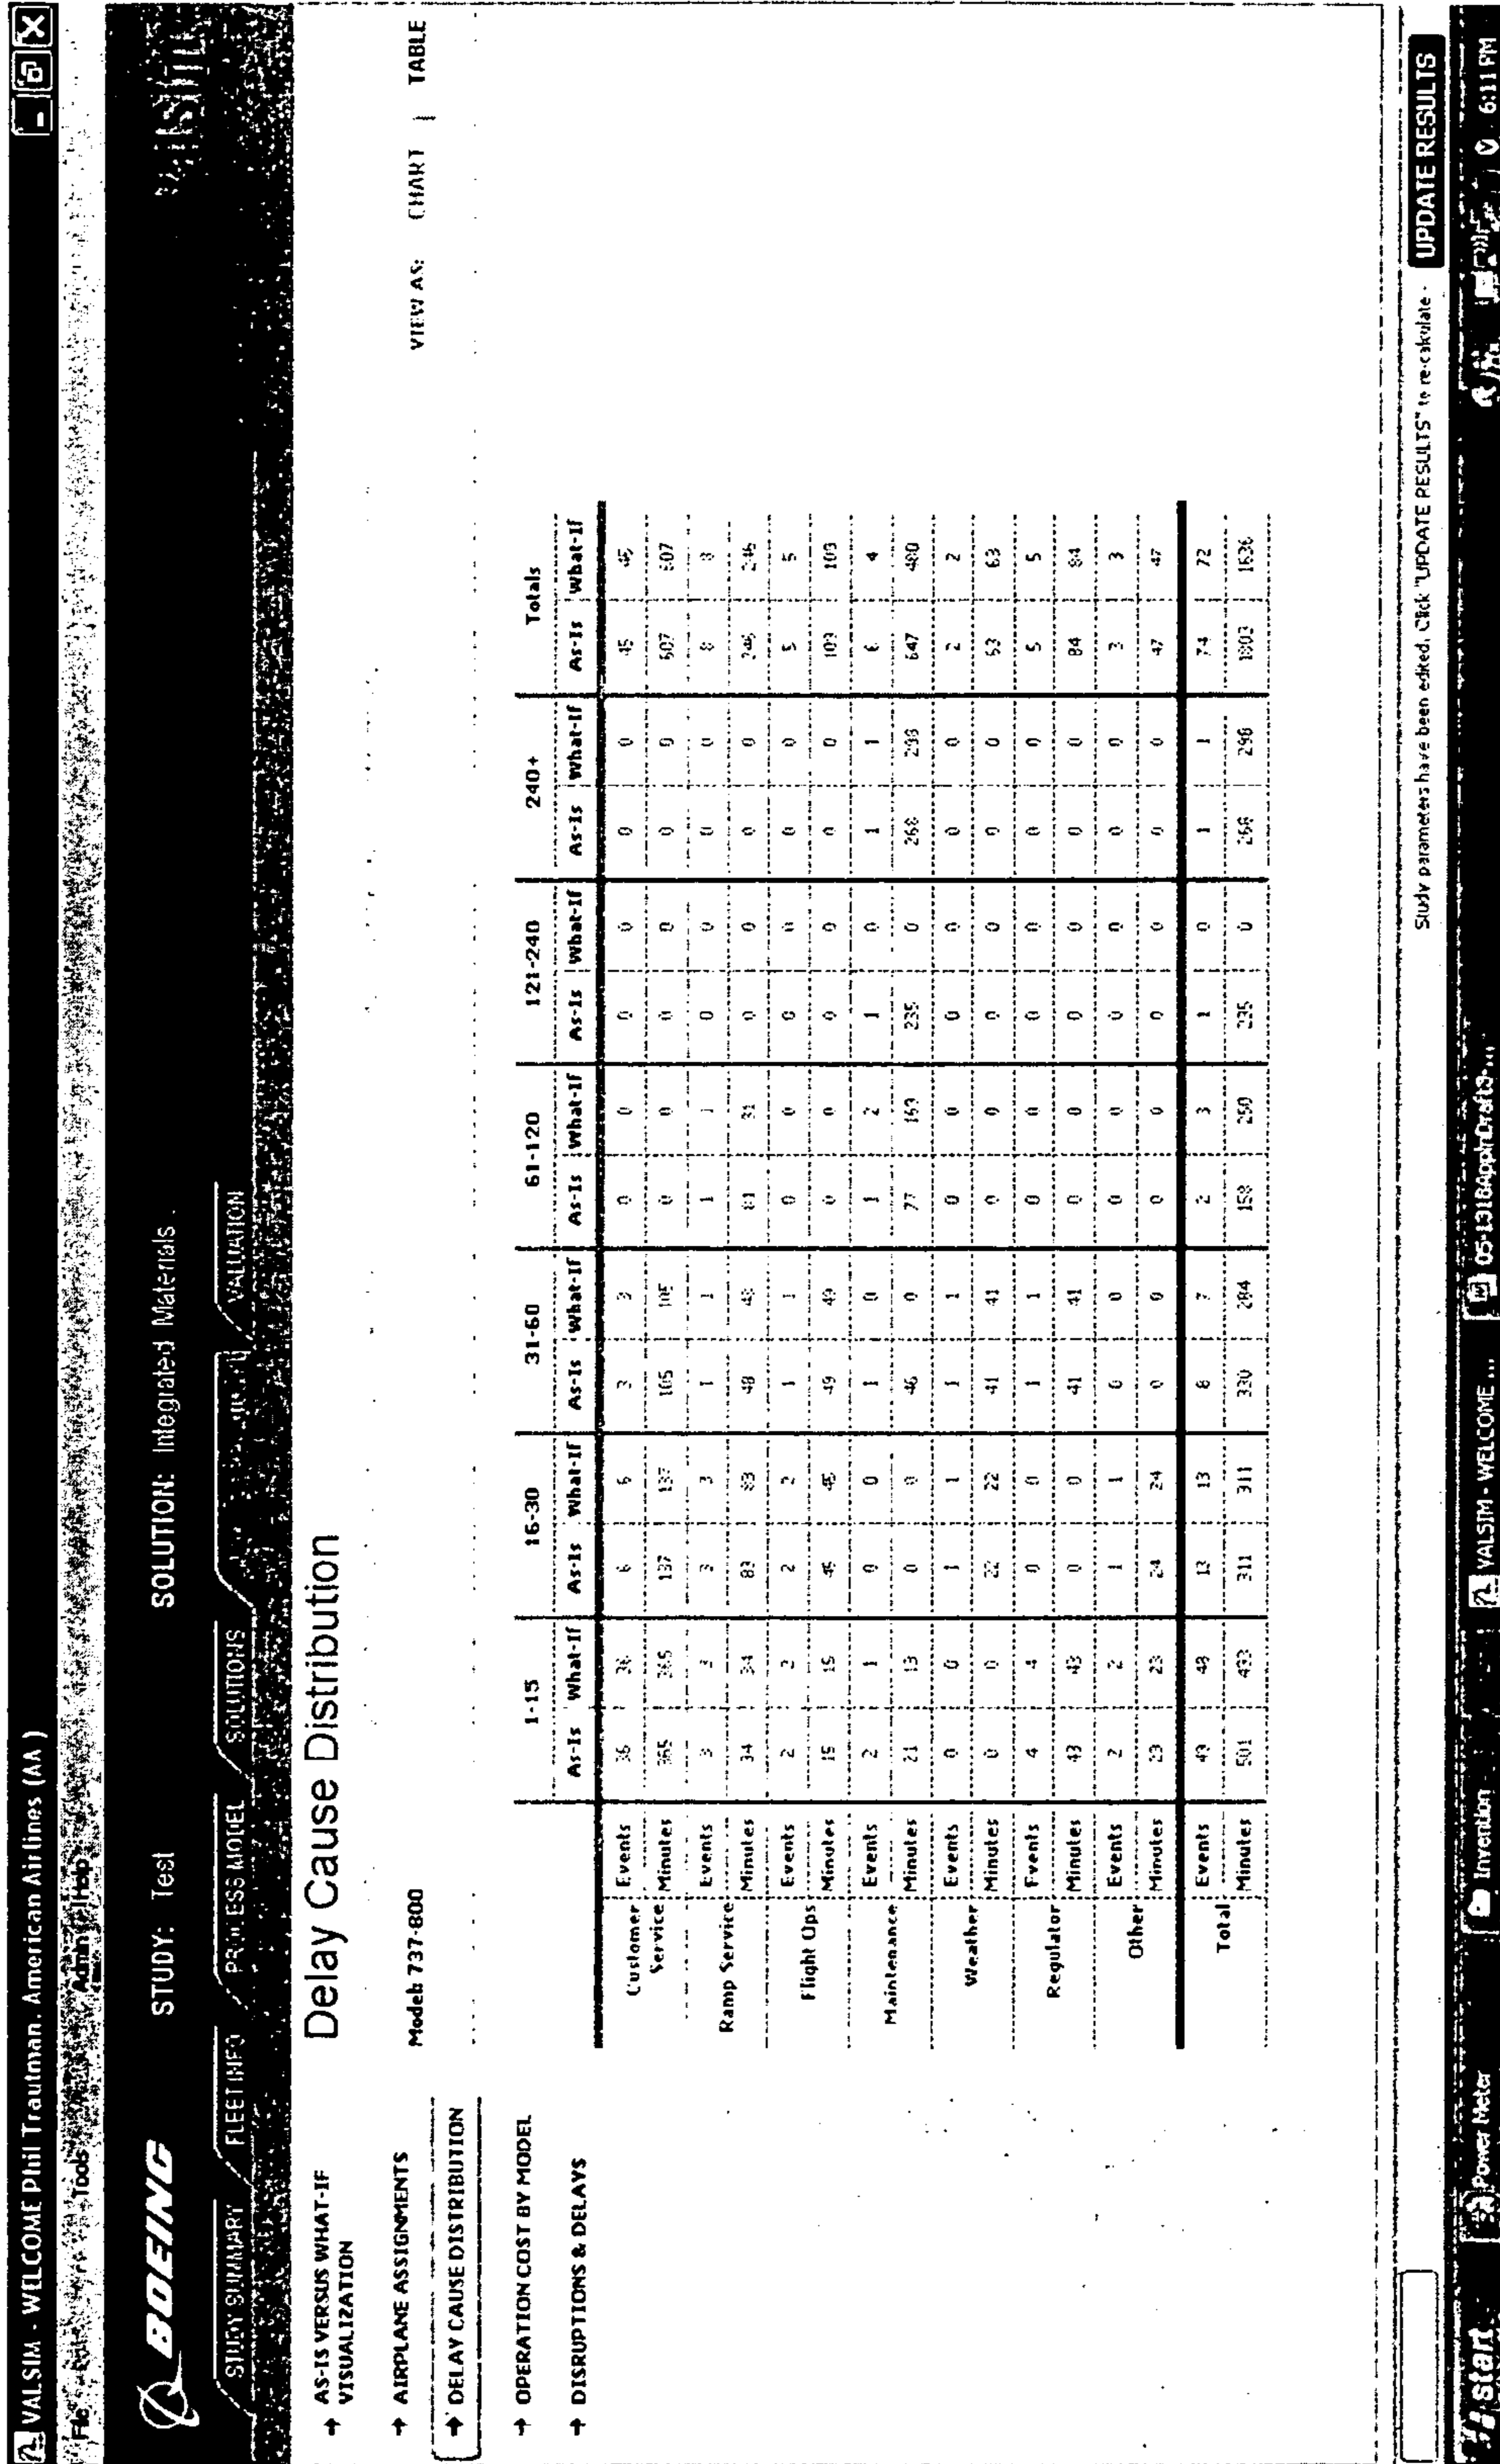 VALSIM - WELCOME Phil Trautman. American Airlines (AA )
Tools Admin Help
BOEING STUDY: Test SOLUTION: Integrated Materials
STUDY SUMMARY FLEET INFO PROCESS MODEL SOLUTIONS VALUATION
Delay Cause Distribution
→ AS-IS VERSUS WHAT-IF
VISUALIZATION
→ AIRPLANE ASSIGNMENTS
→ DELAY CAUSE DISTRIBUTION
→ OPERATION COST BY MODEL
→ DISRUPTIONS & DELAYS
Model: 737-800 VIEW AS: CHART | TABLE
1-15 16-30 31-60 61-120 121-240 240+ Totals
As-Is What-If As-Is What-If As-Is What-If As-Is What-If As-Is What-If As-Is What-If As-Is What-If
Customer Service Events 36 36 6 6 3 3 0 0 0 0 0 0 45 45
Minutes 365 365 137 137 105 105 0 0 0 0 0 0 607 607
Ramp Service Events 3 3 3 3 1 1 1 1 0 0 0 0 8 8
Minutes 34 34 83 83 48 48 81 0 0 0 0 246 246
Flight Ops Events 2 2 2 2 1 1 0 0 0 0 0 0 5 5
Minutes 15 15 45 45 49 49 0 0 0 0 0 0 109 109
Maintenance Events 2 1 0 0 1 0 1 2 1 0 1 1 6 4
Minutes 21 13 0 0 46 0 77 169 235 0 268 298 647 480
Weather Events 0 0 1 1 1 1 0 0 0 0 0 0 2 2
Minutes 0 0 22 22 41 41 0 0 0 0 0 0 63 63
Regulator Events 4 4 0 0 1 1 0 0 0 0 0 0 5 5
Minutes 43 43 0 0 41 41 0 0 0 0 0 0 84 84
Other Events 2 2 1 1 0 0 0 0 0 0 0 0 3 3
Minutes 23 23 24 24 0 0 0 0 0 0 0 0 47 47
Total Events 49 48 13 13 8 7 2 3 1 0 1 1 74 72
Minutes 501 493 311 311 330 284 158 250 235 0 268 298 1803 1636
Study parameters have been edited. Click "UPDATE RESULTS" to re-calculate - UPDATE RESULTS
start Power Meter Invention VALSIM - WELCOME ... 05-1318ApplnDraft3-... 6:11 PM